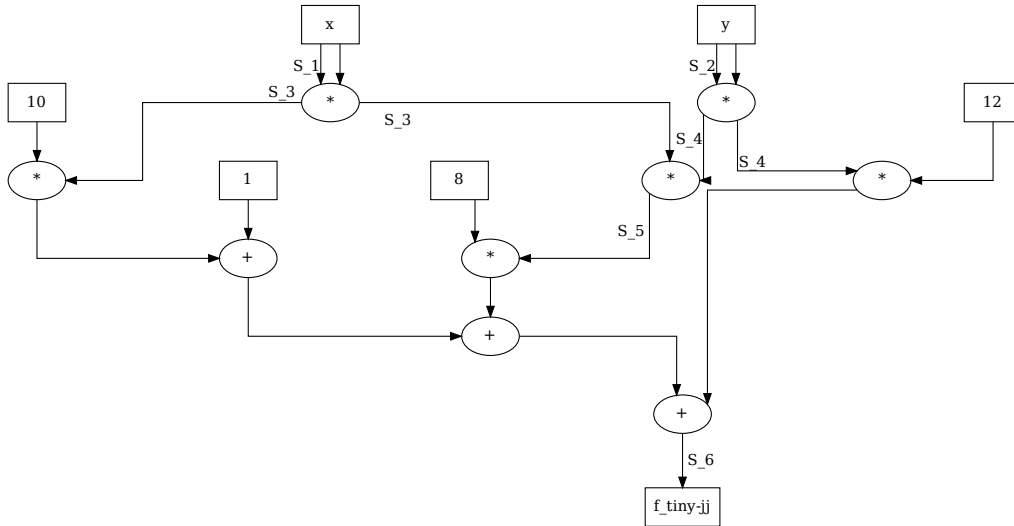 x
y
S_1
S_2
10
S_3
*
*
12
S_3
S_4
S_4
*
1
8
*
*
S_5
+
*
+
+
S_6
f_tiny-jj